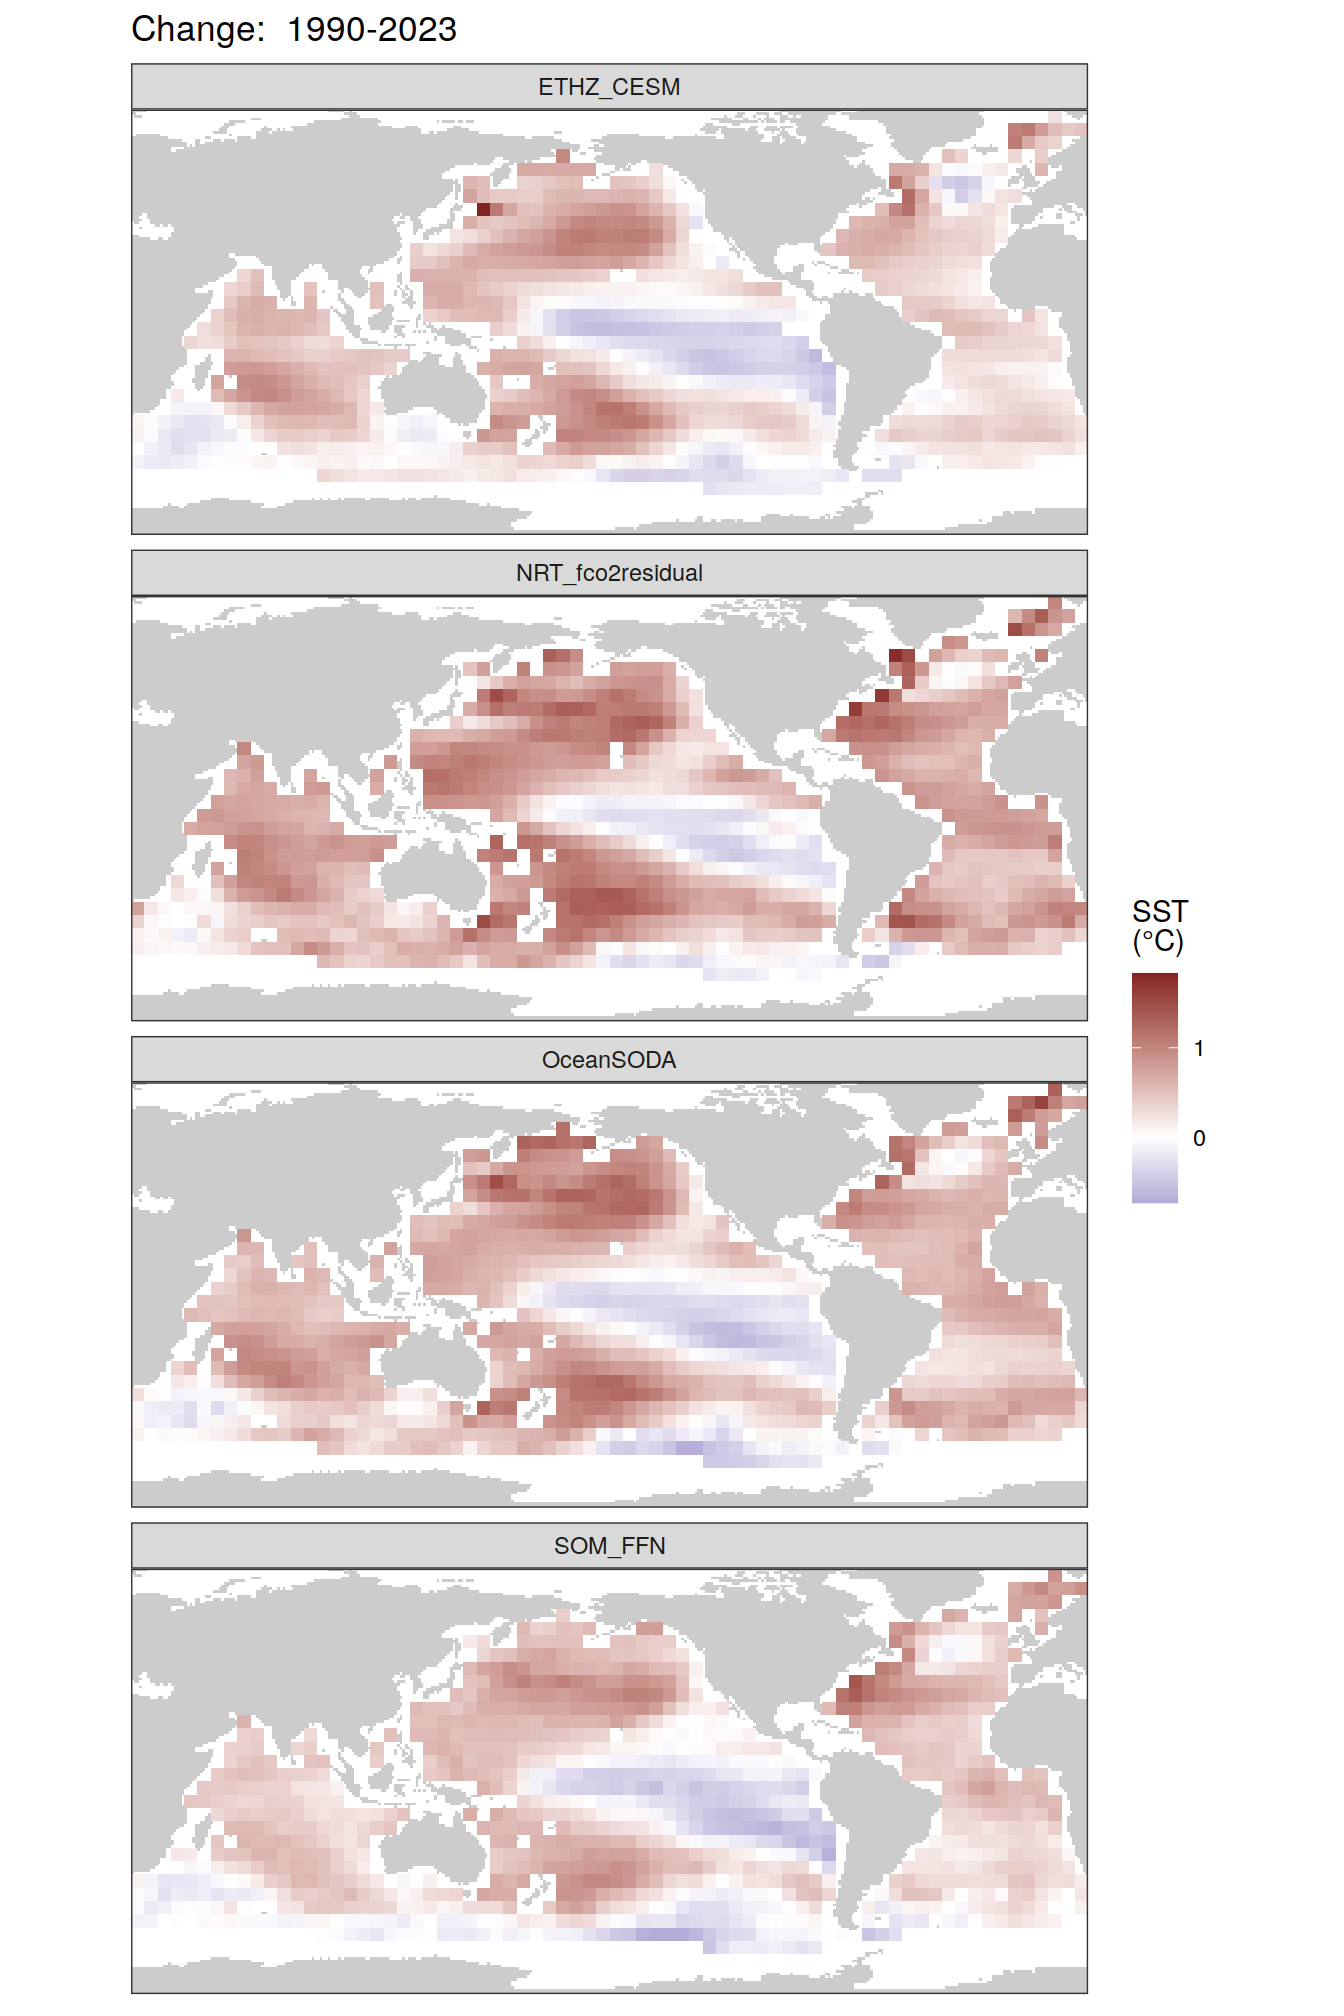 Change: 1990-2023
ETHZ_CESM
NRT_fco2residual
OceanSODA
SOM_FFN
SST
(°C)
1
0